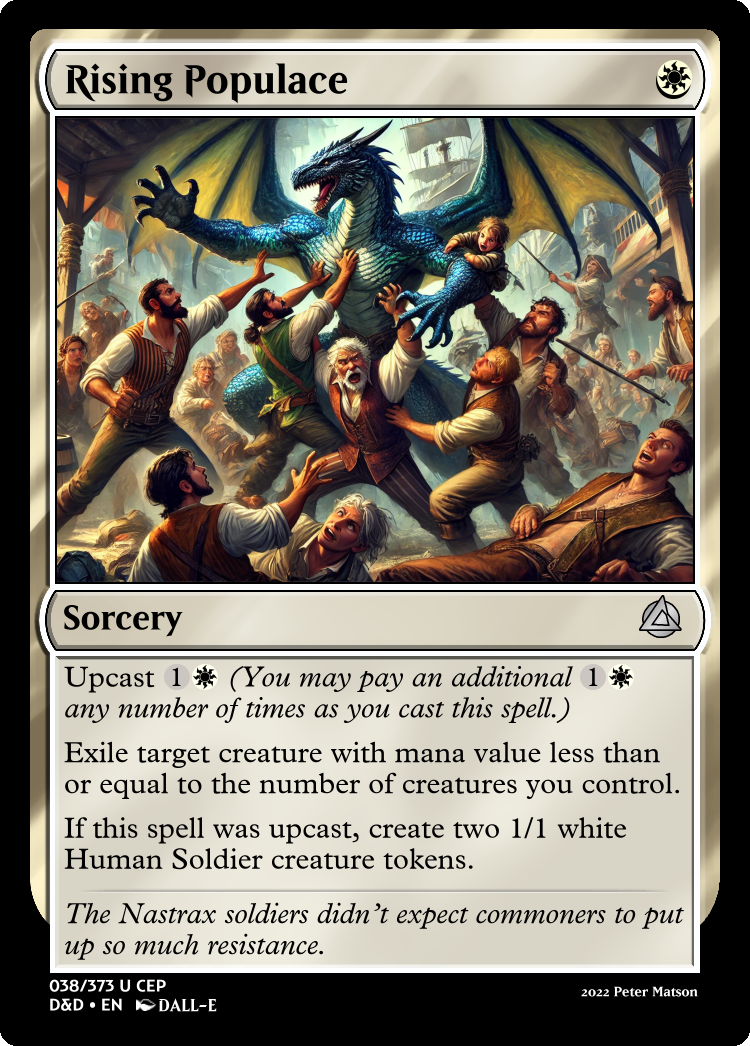 Rising Populace
Sorcery
Upcast 1 (You may pay an additional 1
any number of times as you cast this spell.)
Exile target creature with mana value less than
or equal to the number of creatures you control.
If this spell was upcast, create two 1/1 white
Human Soldier creature tokens.
The Nastrax soldiers didn't expect commoners to put
up so much resistance.
038/373 U CEP
D&D • EN DALL-E
2022 Peter Matson